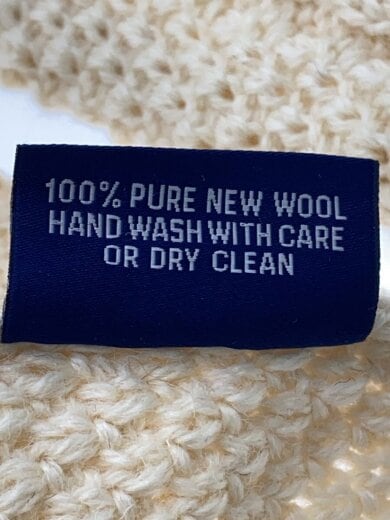 100% PURE NEW WOOL
HAND WASH WITH CARE
OR DRY CLEAN